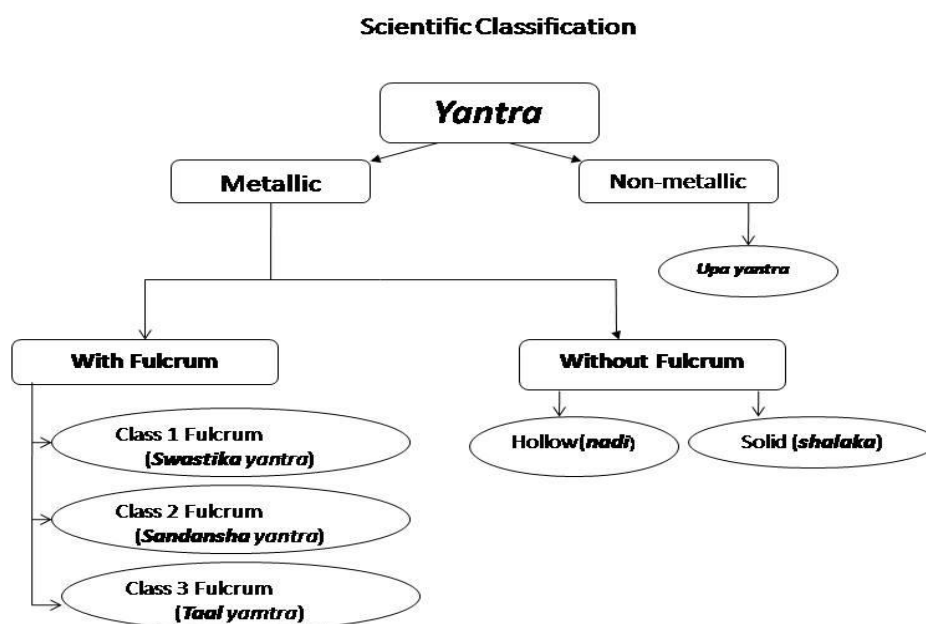 Scientific Classification
Yantra
Metallic
Non-metallic
Upa yantra
With Fulcrum
Without Fulcrum
Class 1 Fulcrum
(Swastika yantra)
Hollow(nadi)
Solid (shalaka)
Class 2 Fulcrum
(Sandansha yantra)
Class 3 Fulcrum
(Taal yamtra)